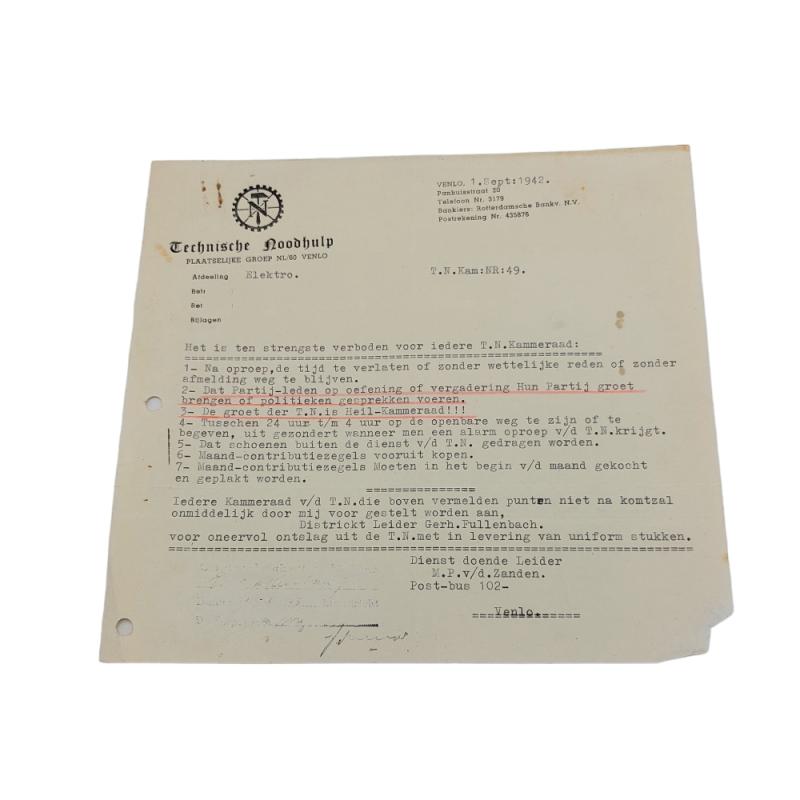 TN
Technische Noodhulp
PLAATSELIJKE GROEP NL/60 VENLO
Afdeeling Elektro.
Betr
Ref
Bijlagen
VENLO, 1.Sept:1942.
Panhuisstraat 20
Telefoon Nr. 3179
Bankiers: Rotterdamsche Bankv. N.V.
Postrekening Nr. 435876
T.N.Kam:NR:49.
Het is ten strengste verboden voor iedere T.N.Kammeraad:
1- Na oproep,de tijd te verlaten of zonder wettelijke reden of zonder
afmelding weg te blijven.
2- Dat Partij-leden op oefening of vergadering Hun Partij groet
brengen of politieken gesprekken voeren.
3- De groet der T.N.is Heil-Kammeraad!!!
4- Tusschen 24 uur t/m 4 uur op de openbare weg te zijn of te
begeven, uit gezondert wanneer men een alarm oproep v/d T.N.krijgt.
5- Dat schoenen buiten de dienst v/d T.N. gedragen worden.
6- Maand-contributiezegels vooruit kopen.
7- Maand-contributiezegels Moeten in het begin v/d maand gekocht
en geplakt worden.
Iedere Kammeraad v/d T.N.die boven vermelden punten niet na komtzal
onmiddelijk door mij voor gestelt worden aan,
Districkt Leider Gerh.Fullenbach.
voor oneervol ontslag uit de T.N.met in levering van uniform stukken.
Dienst doende Leider
M.P.v/d.Zanden.
Post-bus 102-
Venlo.